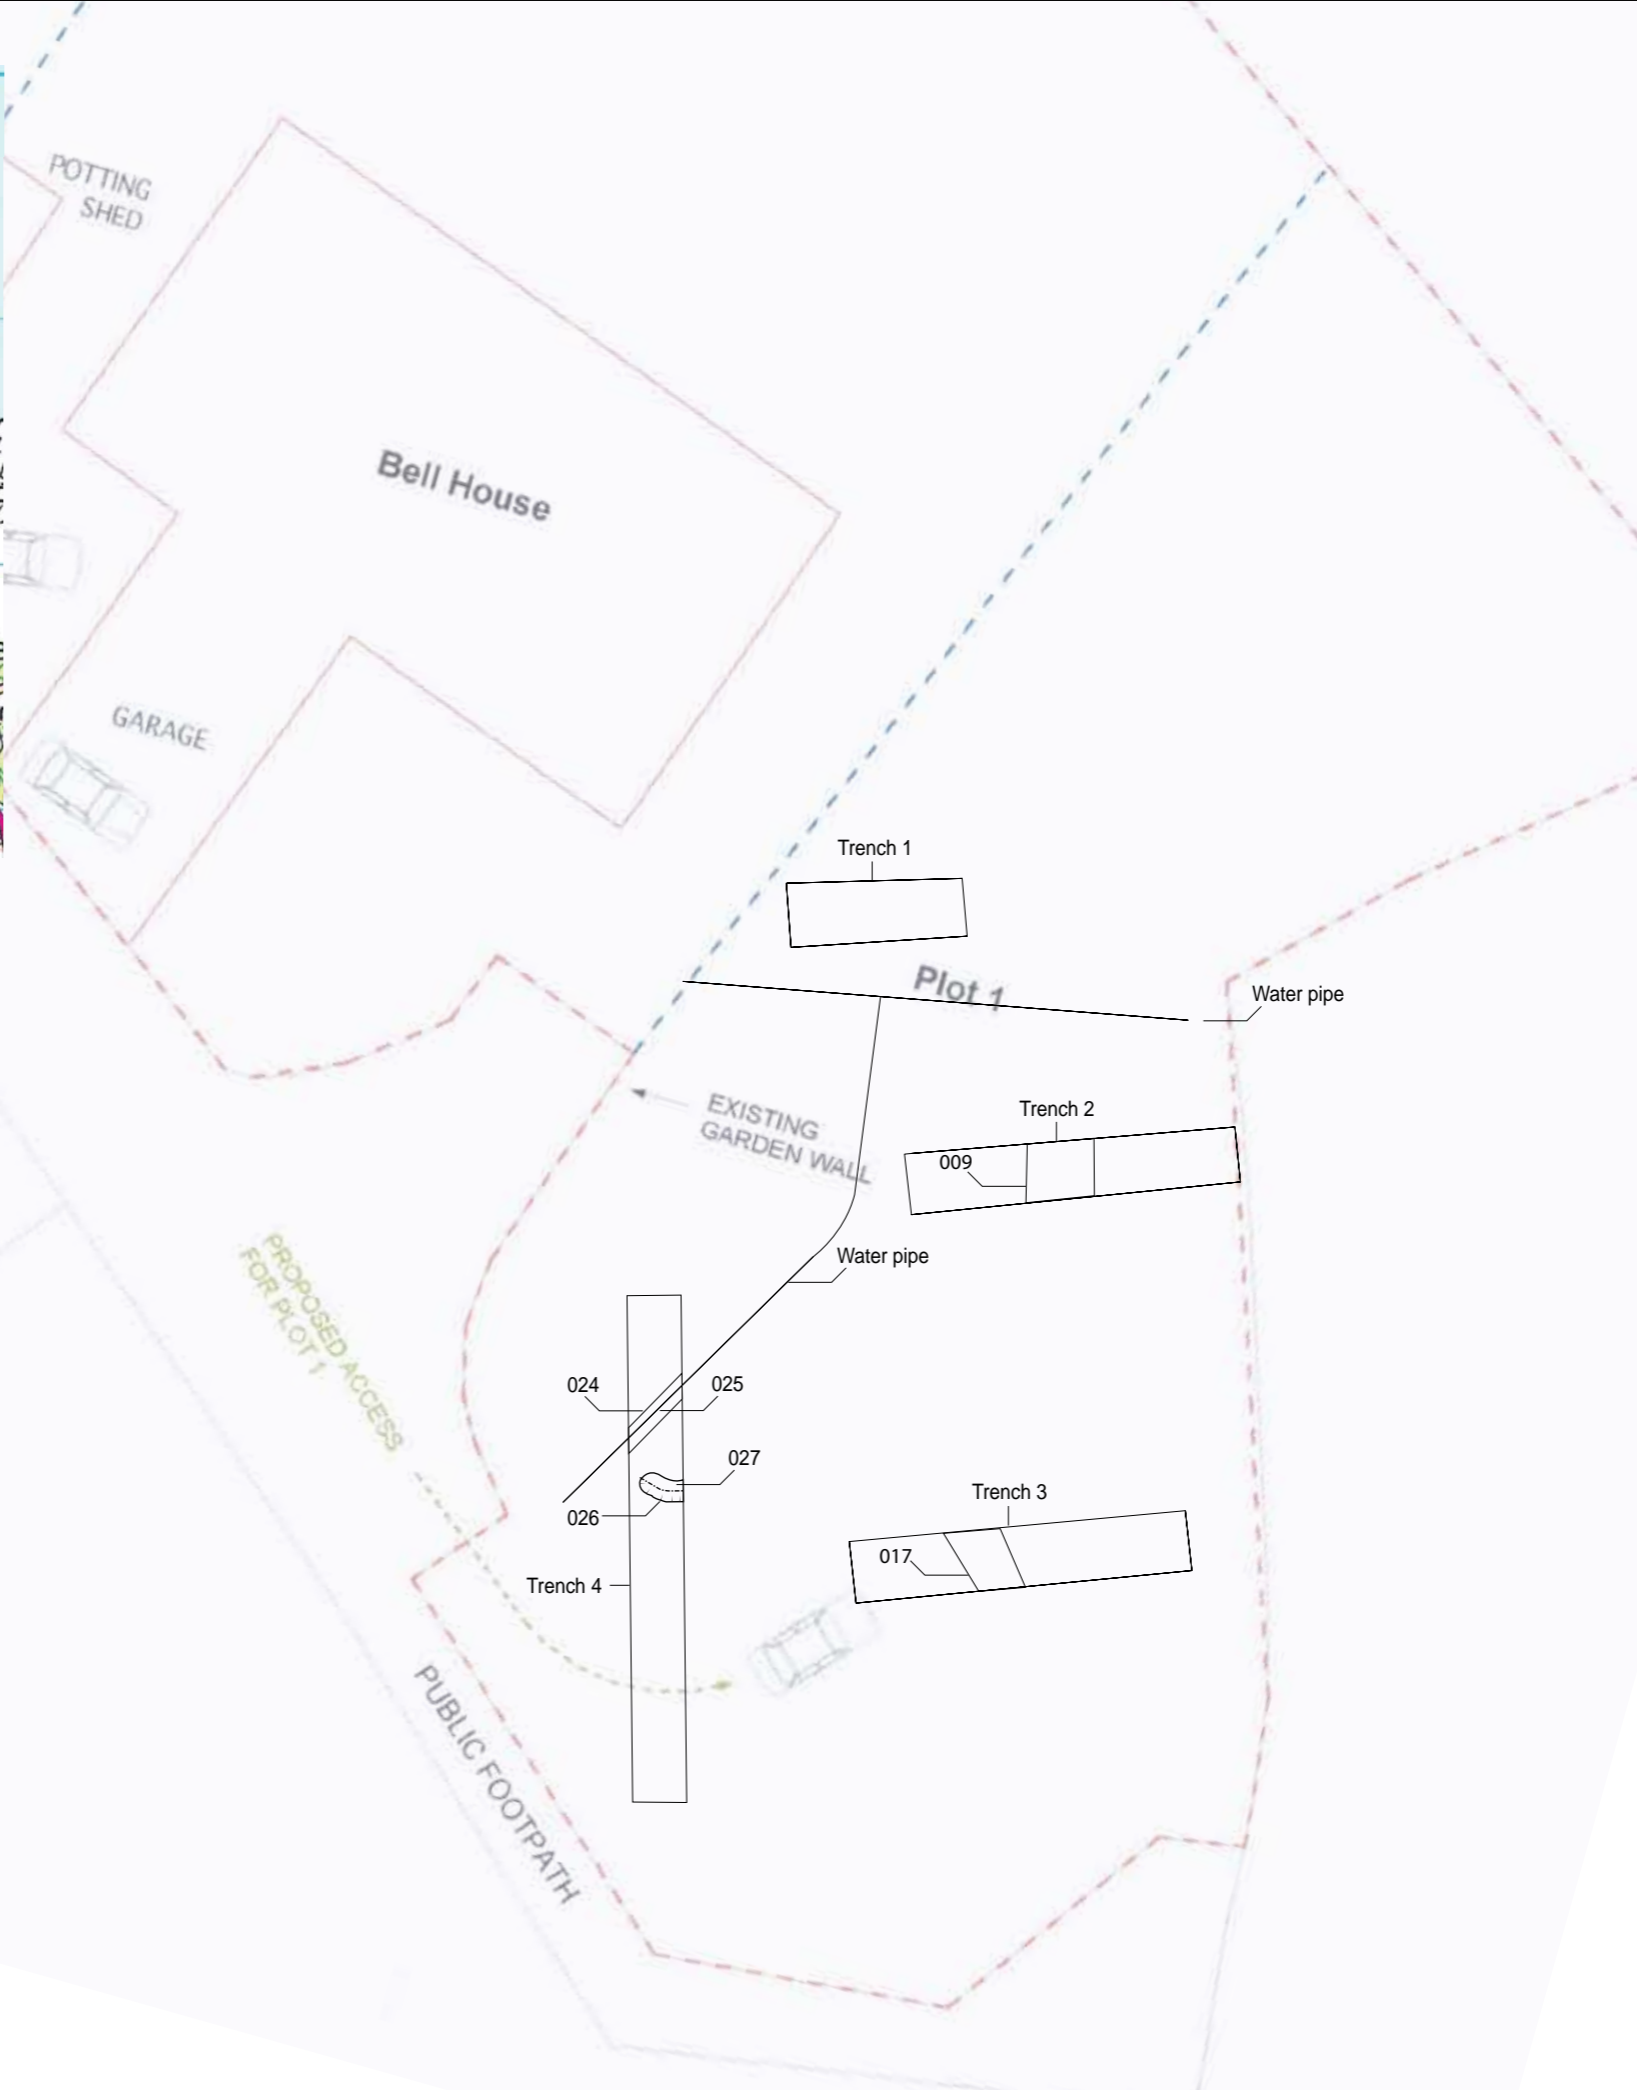 POTTING
SHED
Bell House
GARAGE
Trench 1
Plot 1
Water pipe
EXISTING
GARDEN WALL
Trench 2
009
Water pipe
PROPOSED ACCESS
FOR PLOT 1
024
025
027
026
Trench 3
017
Trench 4
PUBLIC FOOTPATH